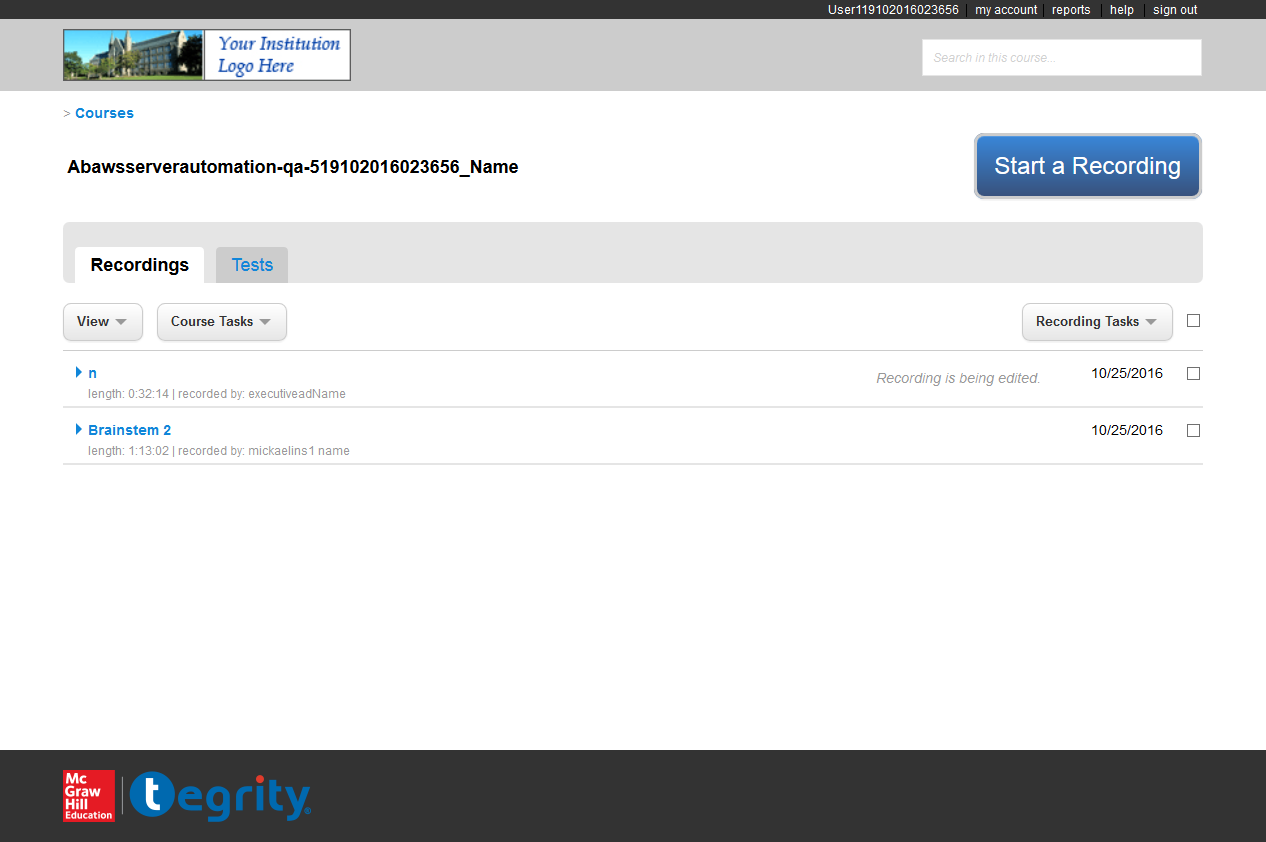 User119102016023656 my account reports help sign out
Your Institution
Logo Here
Search in this course...
> Courses
Abawsserverautomation-qa-519102016023656_Name
Start a Recording
Recordings Tests
View Course Tasks Recording Tasks
n Recording is being edited. 10/25/2016
length: 0:32:14 | recorded by: executiveadName
Brainstem 2 10/25/2016
length: 1:13:02 | recorded by: mickaelins1 name
Mc
Graw
Hill
Education
tegrity